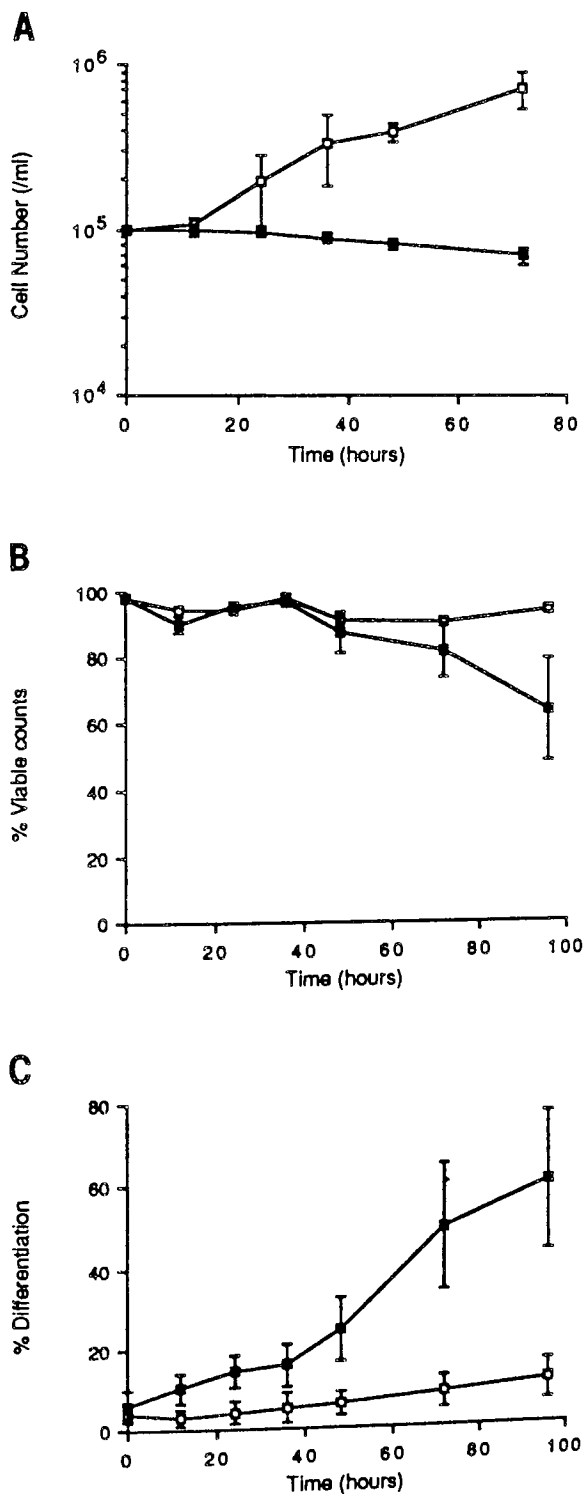 A
10^6
10^5
10^4
Cell Number (/ml)
0 20 40 60 80
Time (hours)
B
100
80
60
40
20
0
% Viable counts
0 20 40 60 80 100
Time (hours)
C
80
60
40
20
0
% Differentiation
0 20 40 60 80 100
Time (hours)